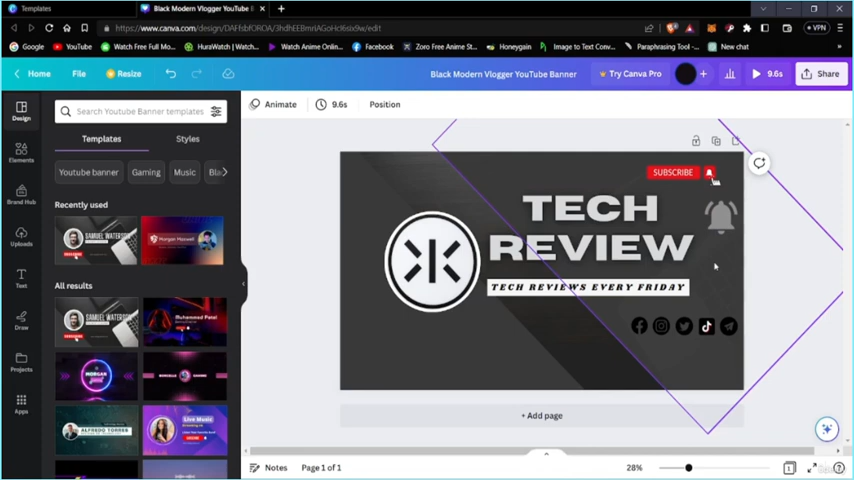 Templates
Black Modern Vlogger YouTube B
https://www.canva.com/design/
VPN
Google YouTube Watch Free Full Mo... HuraWatch | Watch... Watch Anime Online... Facebook Zoro Free Anime St... Honeygain Image to Text Conv... Paraphrasing Tool -... New chat
Home File Resize Black Modern Vlogger YouTube Banner Try Canva Pro 9.6s Share
Animate 9.6s Position
Design
Elements
Brand Hub
Uploads
Text
Draw
Projects
Apps
Search Youtube Banner templates
Templates Styles
Youtube banner Gaming Music Bla
Recently used
SAMUEL WATERSON
Morgan Maxwell
All results
SAMUEL WATERSON
Muhammad Patel
MORGAN
ALFREDO TORRES
Live Music
SUBSCRIBE
TECH
REVIEW
TECH REVIEWS EVERY FRIDAY
+ Add page
Notes Page 1 of 1 28% 1